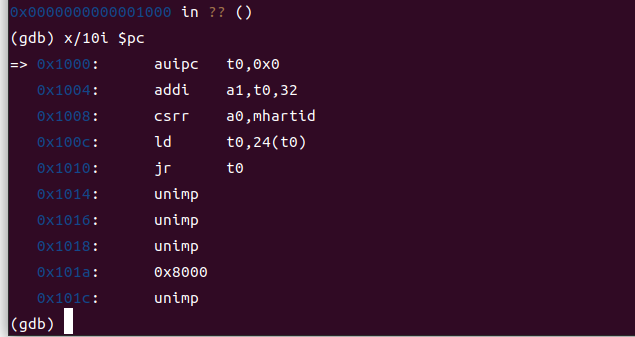 0x0000000000001000 in ?? ()
(gdb) x/10i $pc
=> 0x1000: auipc t0,0x0
0x1004: addi a1,t0,32
0x1008: csrr a0,mhartid
0x100c: ld t0,24(t0)
0x1010: jr t0
0x1014: unimp
0x1016: unimp
0x1018: unimp
0x101a: 0x8000
0x101c: unimp
(gdb)